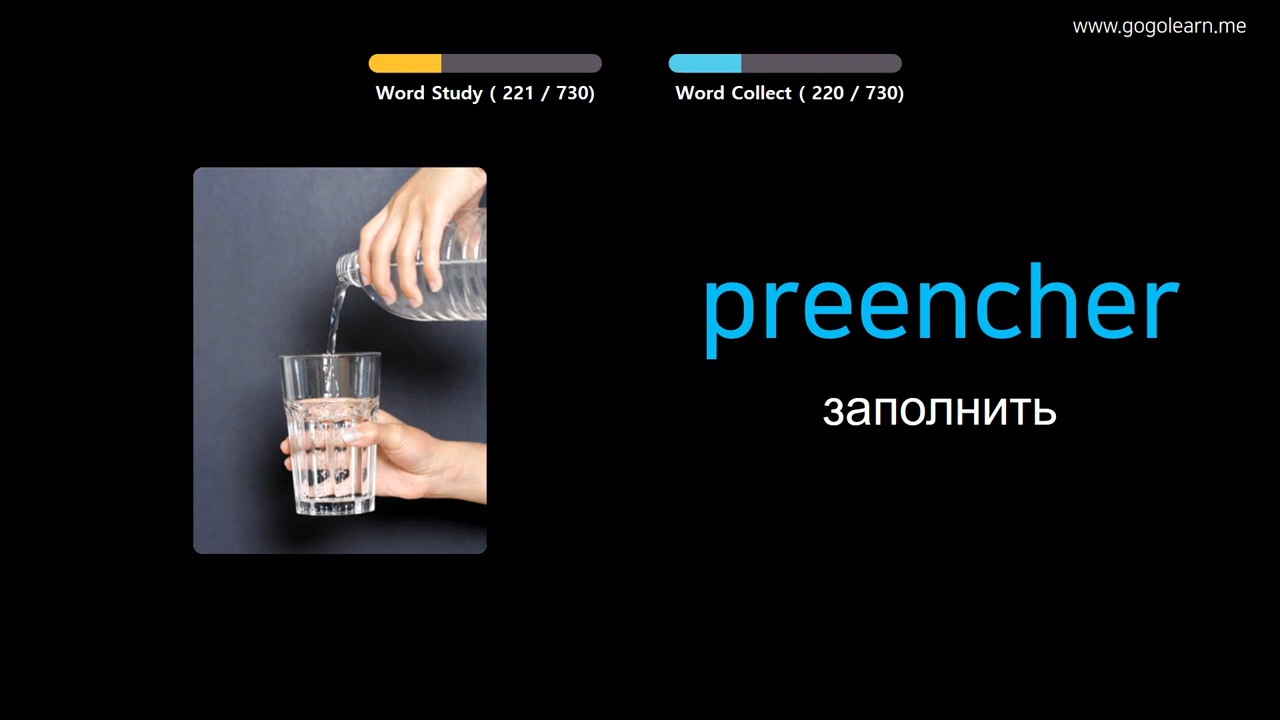 www.gogolearn.me
Word Study ( 221 / 730)
Word Collect ( 220 / 730)
preencher
заполнить